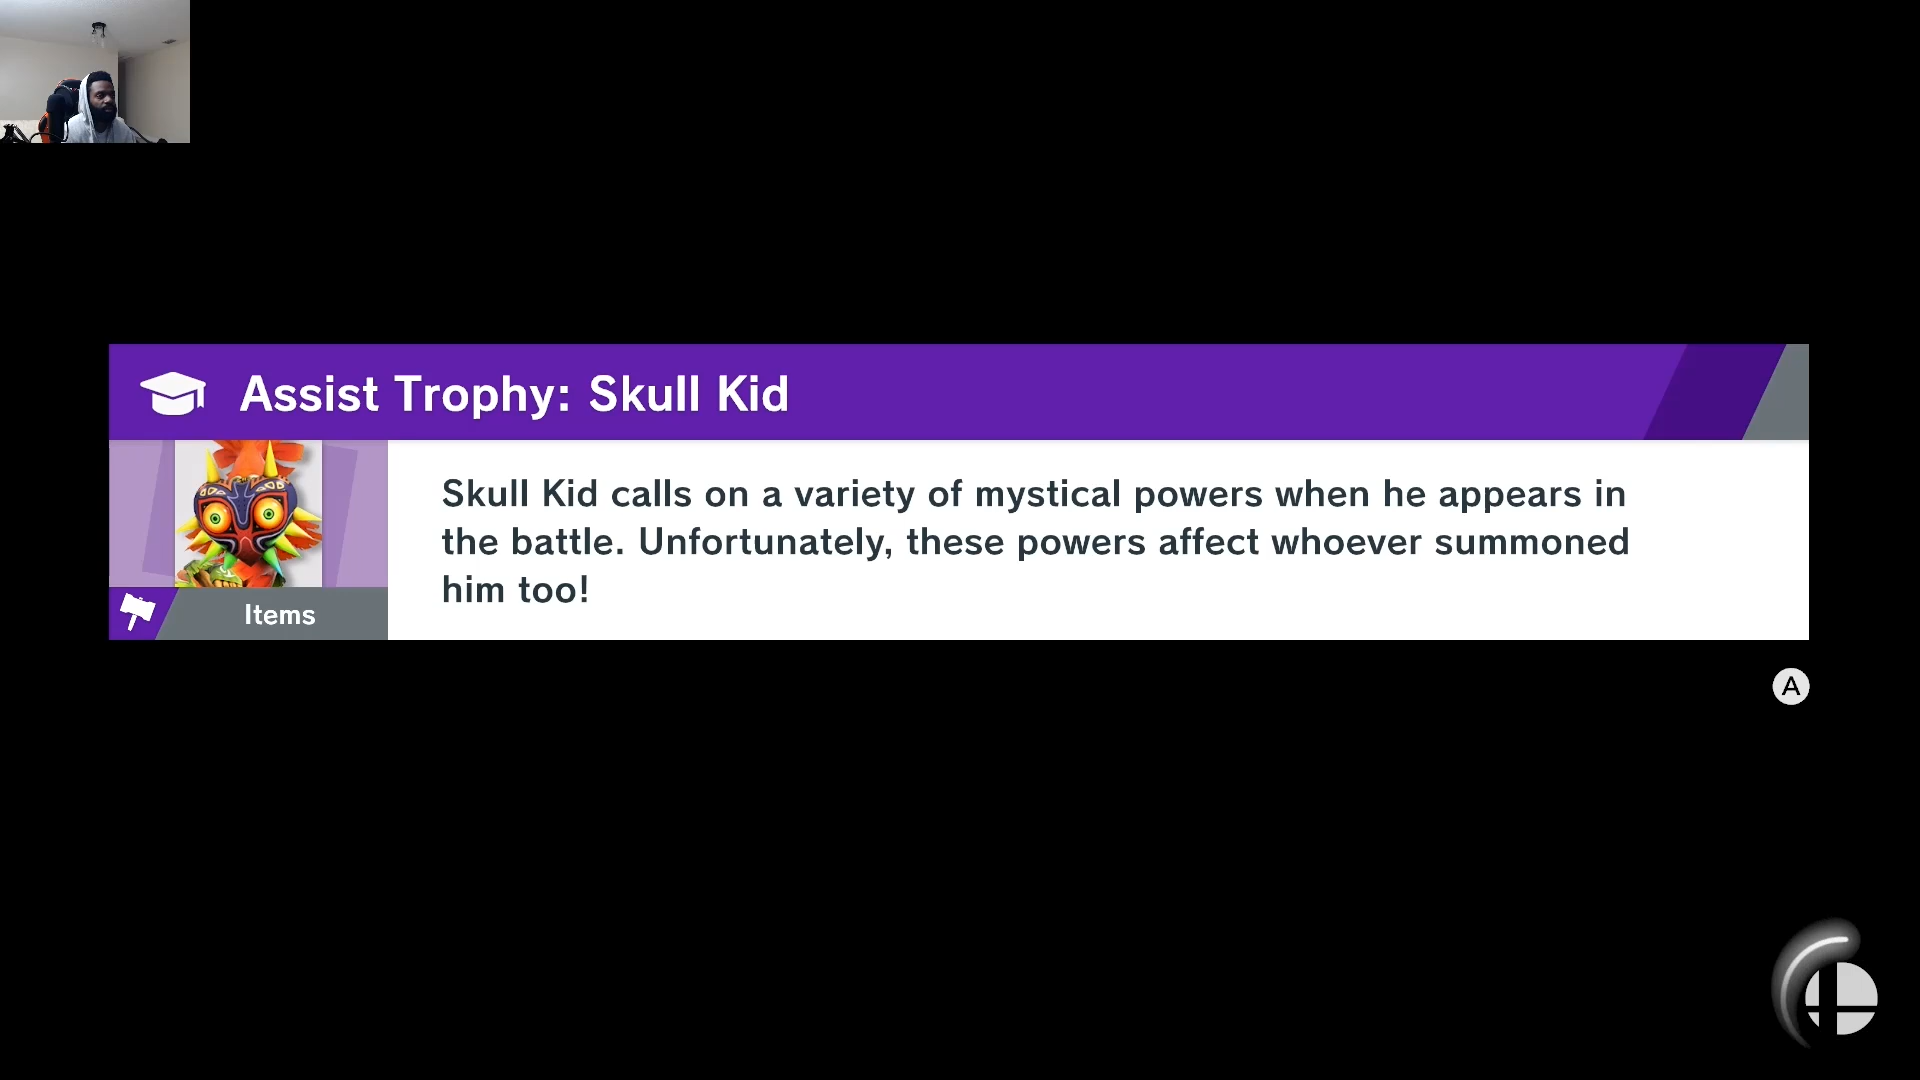 Assist Trophy: Skull Kid
Skull Kid calls on a variety of mystical powers when he appears in
the battle. Unfortunately, these powers affect whoever summoned
him too!
Items
A